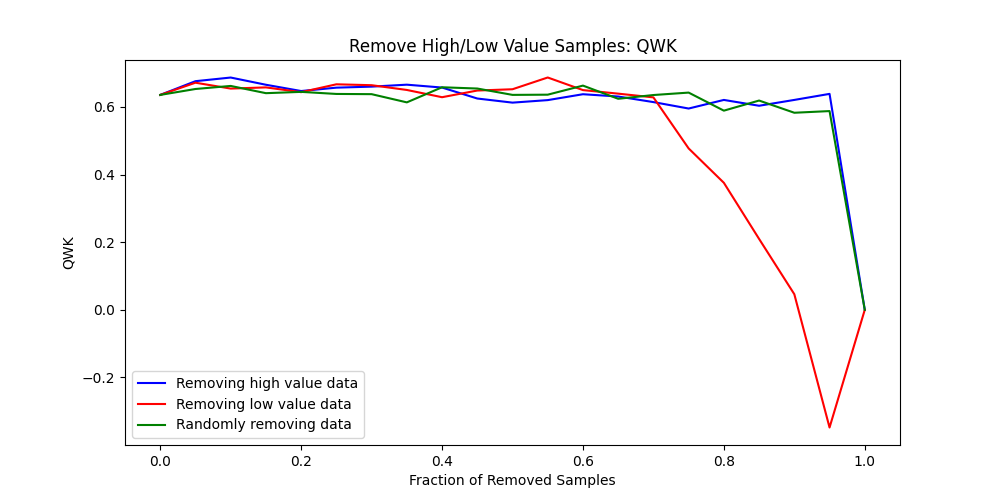 Remove High/Low Value Samples: QWK
QWK
0.6
0.4
0.2
0.0
−0.2
Removing high value data
Removing low value data
Randomly removing data
0.0 0.2 0.4 0.6 0.8 1.0
Fraction of Removed Samples